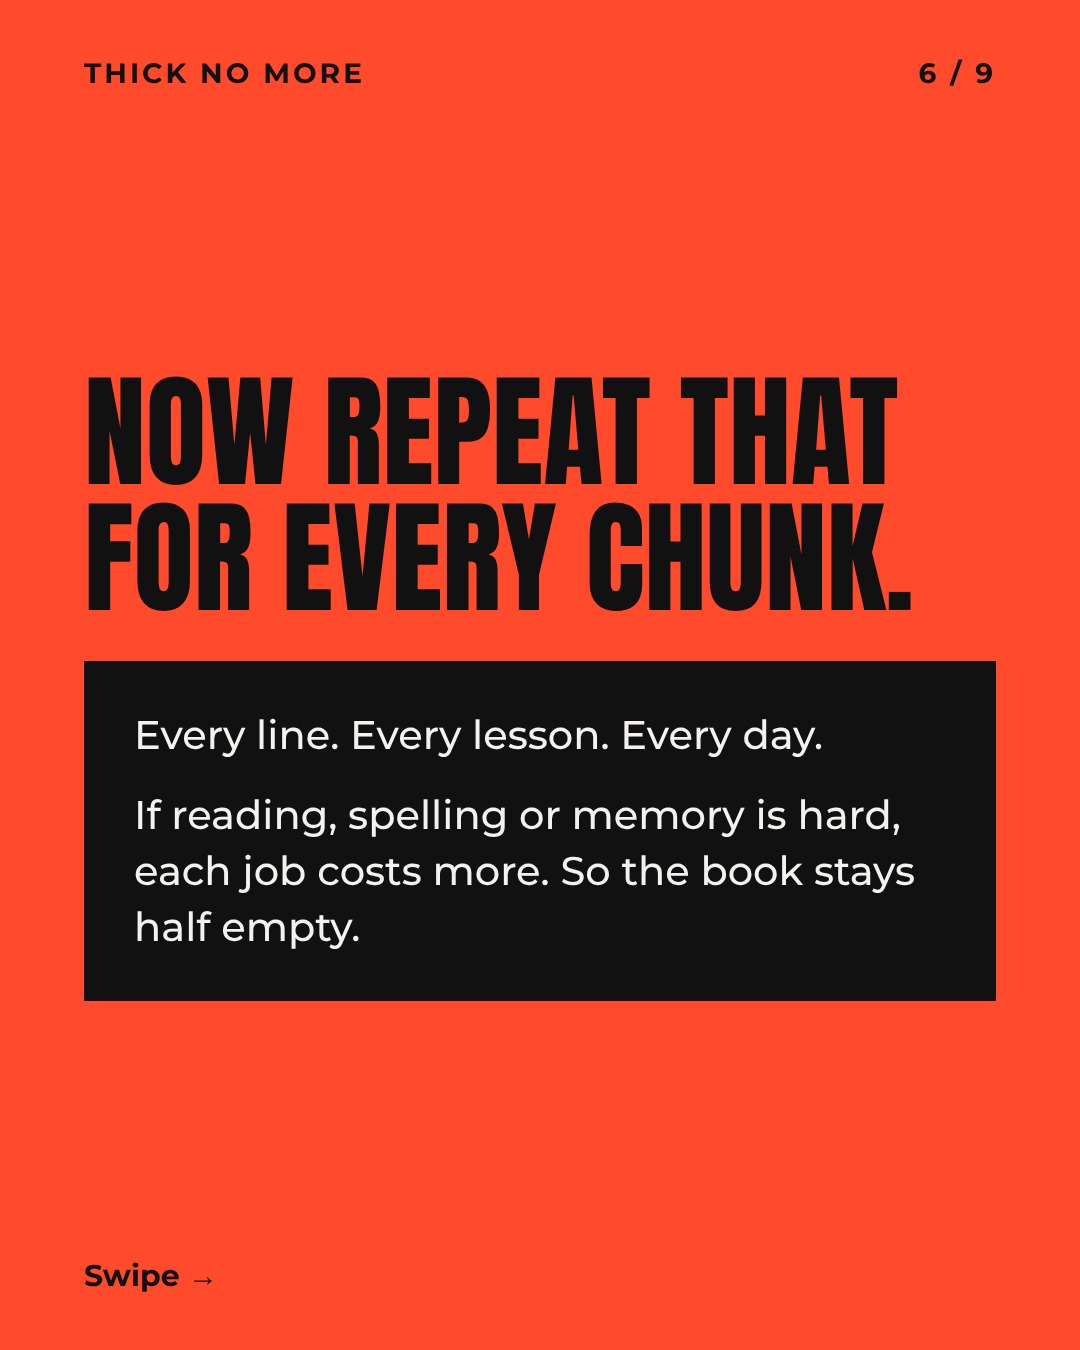 THICK NO MORE
6 / 9
NOW REPEAT THAT
FOR EVERY CHUNK.
Every line. Every lesson. Every day.
If reading, spelling or memory is hard,
each job costs more. So the book stays
half empty.
Swipe →